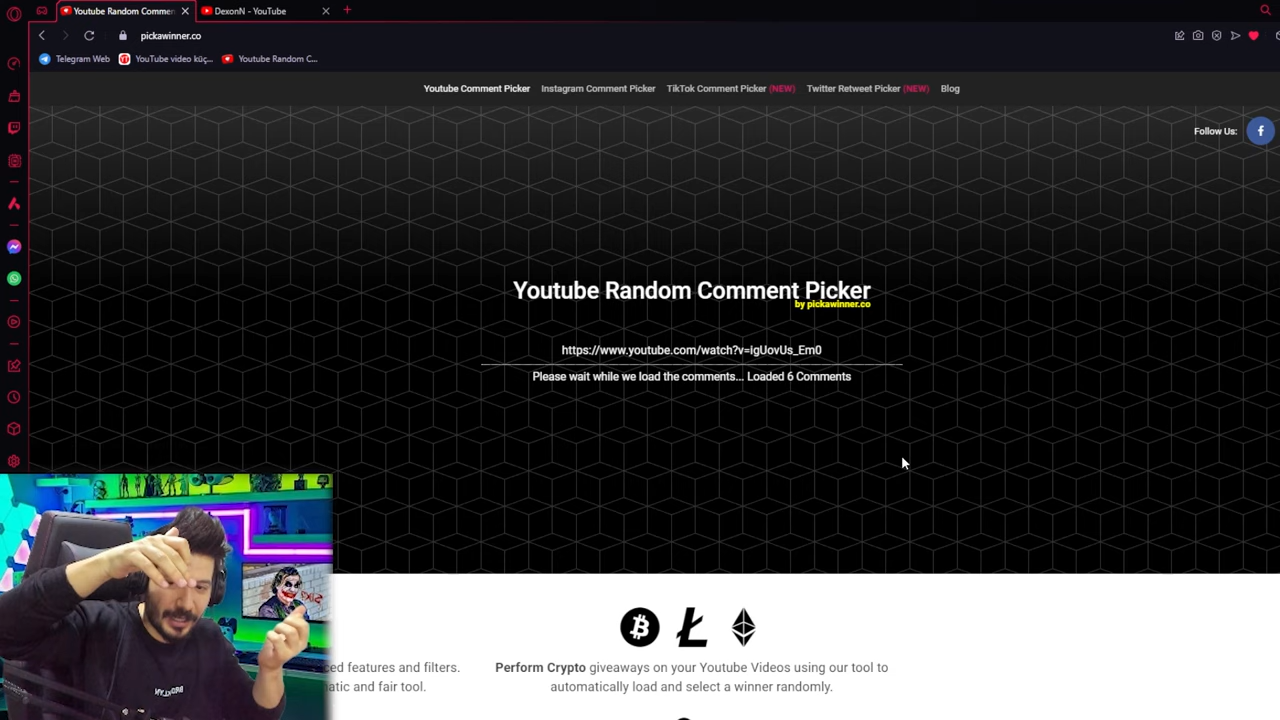 Youtube Random Commen
DexonN - YouTube
pickawinner.co
Telegram Web
YouTube video küç...
Youtube Random C...
Youtube Comment Picker
Instagram Comment Picker
TikTok Comment Picker (NEW)
Twitter Retweet Picker (NEW)
Blog
Follow Us:
Youtube Random Comment Picker
by pickawinner.co
https://www.youtube.com/watch?v=igUovUs_Em0
Please wait while we load the comments... Loaded 6 Comments
ced features and filters.
atic and fair tool.
Perform Crypto giveaways on your Youtube Videos using our tool to
automatically load and select a winner randomly.